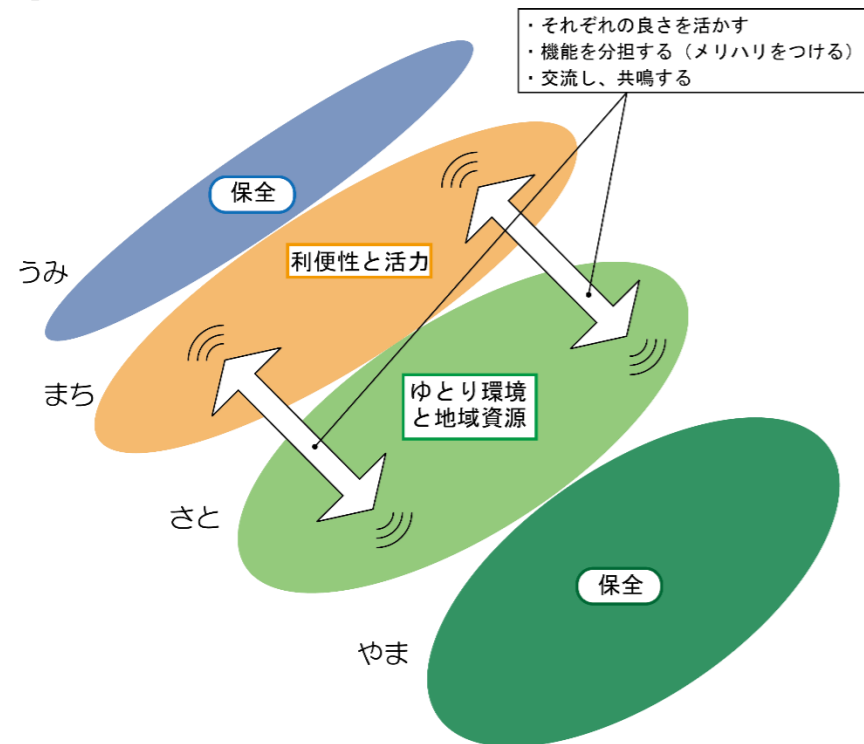 ・それぞれの良さを活かす
・機能を分担する（メリハリをつける）
・交流し、共鳴する
保全
利便性と活力
うみ
ゆとり環境
と地域資源
まち
さと
保全
やま